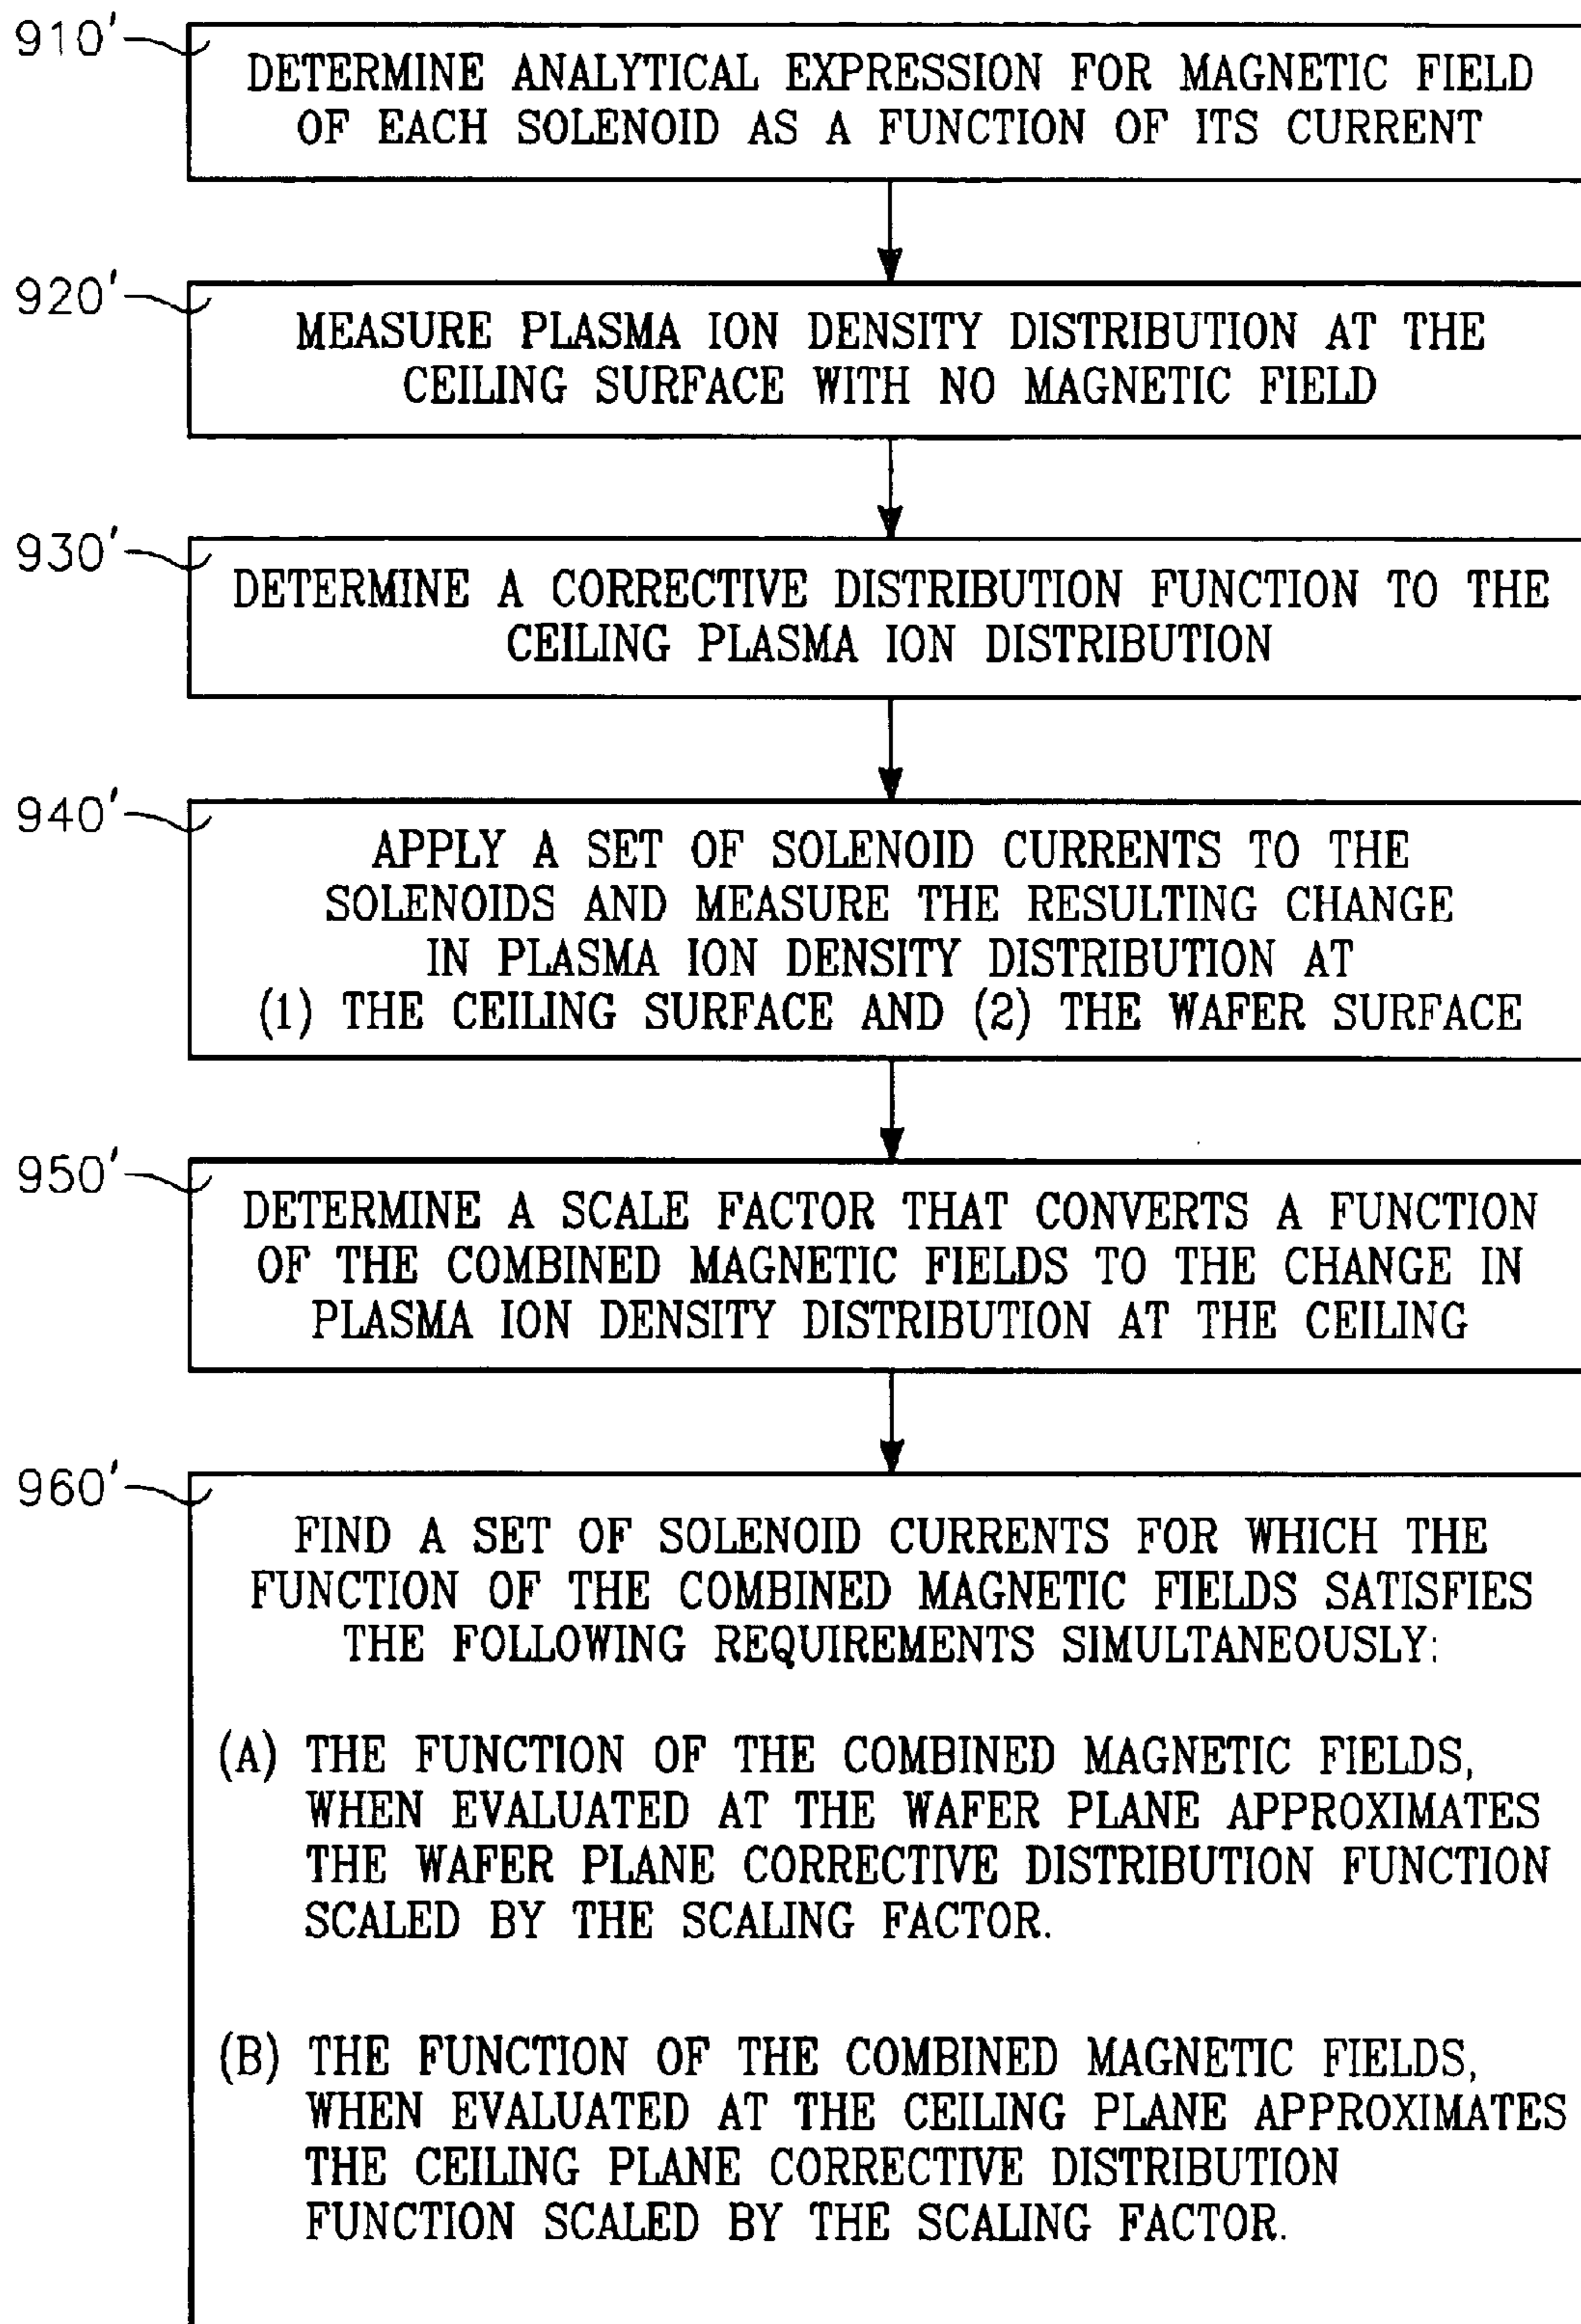 910'
DETERMINE ANALYTICAL EXPRESSION FOR MAGNETIC FIELD
OF EACH SOLENOID AS A FUNCTION OF ITS CURRENT
920'
MEASURE PLASMA ION DENSITY DISTRIBUTION AT THE
CEILING SURFACE WITH NO MAGNETIC FIELD
930'
DETERMINE A CORRECTIVE DISTRIBUTION FUNCTION TO THE
CEILING PLASMA ION DISTRIBUTION
940'
APPLY A SET OF SOLENOID CURRENTS TO THE
SOLENOIDS AND MEASURE THE RESULTING CHANGE
IN PLASMA ION DENSITY DISTRIBUTION AT
(1) THE CEILING SURFACE AND (2) THE WAFER SURFACE
950'
DETERMINE A SCALE FACTOR THAT CONVERTS A FUNCTION
OF THE COMBINED MAGNETIC FIELDS TO THE CHANGE IN
PLASMA ION DENSITY DISTRIBUTION AT THE CEILING
960'
FIND A SET OF SOLENOID CURRENTS FOR WHICH THE
FUNCTION OF THE COMBINED MAGNETIC FIELDS SATISFIES
THE FOLLOWING REQUIREMENTS SIMULTANEOUSLY:
(A) THE FUNCTION OF THE COMBINED MAGNETIC FIELDS,
WHEN EVALUATED AT THE WAFER PLANE APPROXIMATES
THE WAFER PLANE CORRECTIVE DISTRIBUTION FUNCTION
SCALED BY THE SCALING FACTOR.
(B) THE FUNCTION OF THE COMBINED MAGNETIC FIELDS,
WHEN EVALUATED AT THE CEILING PLANE APPROXIMATES
THE CEILING PLANE CORRECTIVE DISTRIBUTION
FUNCTION SCALED BY THE SCALING FACTOR.